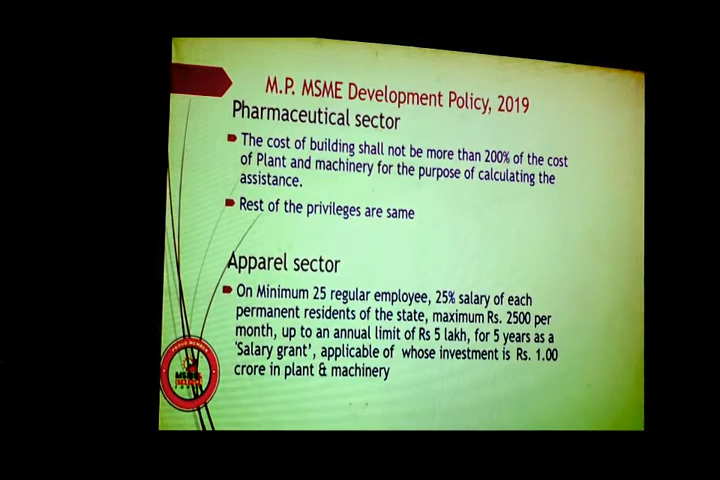 M.P. MSME Development Policy, 2019
Pharmaceutical sector
The cost of building shall not be more than 200% of the cost
of Plant and machinery for the purpose of calculating the
assistance.
Rest of the privileges are same
Apparel sector
On Minimum 25 regular employee, 25% salary of each
permanent residents of the state, maximum Rs. 2500 per
month, up to an annual limit of Rs 5 lakh, for 5 years as a
'Salary grant', applicable of whose investment is Rs. 1.00
crore in plant & machinery
PROUD MEMBER